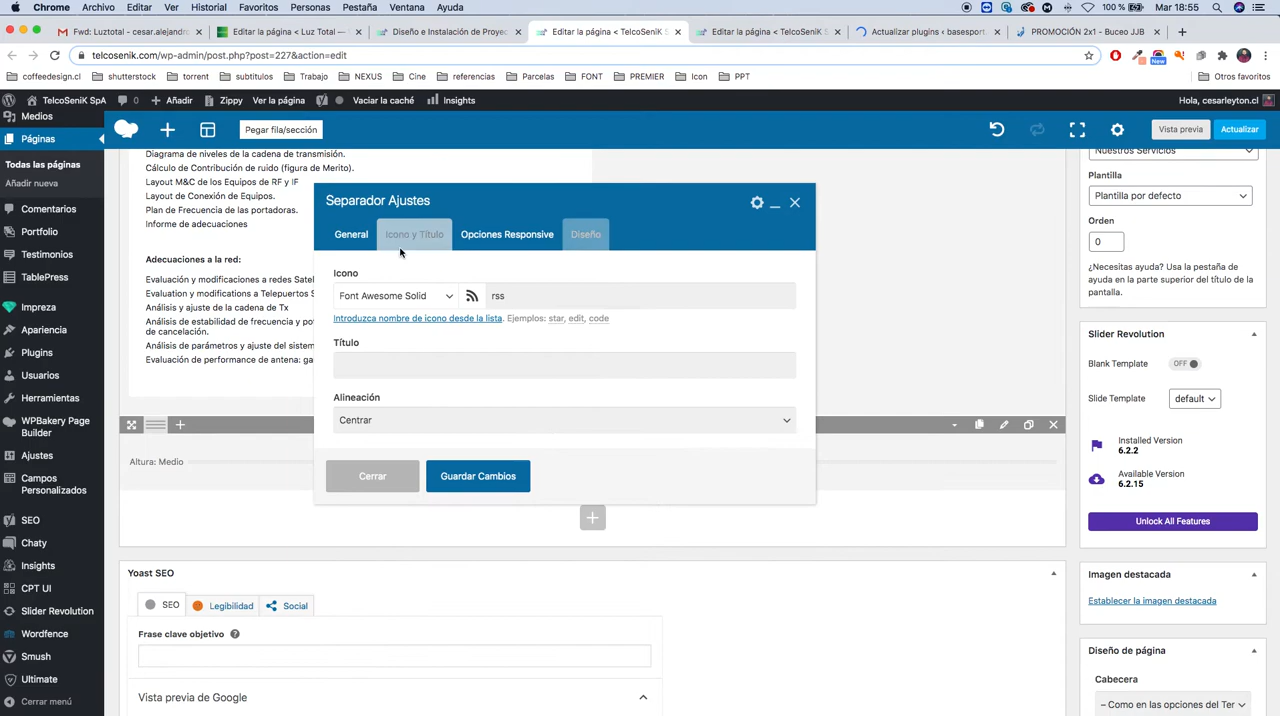 Chrome Archivo Editar Ver Historial Favoritos Personas Pestaña Ventana Ayuda 100 % Mar 18:55
Fwd: Luztotal - cesar.alejandro Editar la página < Luz Total — Diseño e Instalación de Proyec Editar la página < TelcoSeniK S Editar la página < TelcoSeniK S Actualizar plugins < basesport PROMOCIÓN 2x1 - Buceo JJB
telcosenik.com/wp-admin/post.php?post=227&action=edit New
coffeedesign.cl shutterstock torrent subtitulos Trabajo NEXUS Cine referencias Parcelas FONT PREMIER Icon PPT Otros favoritos
TelcoSeniK SpA 0 Añadir Zippy Ver la página Vaciar la caché Insights Hola, cesarleyton.cl
Medios
Páginas
Todas las páginas
Añadir nueva
Comentarios
Portfolio
Testimonios
TablePress
Impreza
Apariencia
Plugins
Usuarios
Herramientas
WPBakery Page
Builder
Ajustes
Campos
Personalizados
SEO
Chaty
Insights
CPT UI
Slider Revolution
Wordfence
Smush
Ultimate
Cerrar menú
Pegar fila/sección Vista previa Actualizar
Diagrama de niveles de la cadena de transmisión.
Cálculo de Contribución de ruido (figura de Merito).
Layout M&C de los Equipos de RF y IF
Layout de Conexión de Equipos.
Plan de Frecuencia de las portadoras.
Informe de adecuaciones
Adecuaciones a la red:
Evaluación y modificaciones a redes Satel
Evaluation y modifications a Telepuertos S
Análisis y ajuste de la cadena de Tx
Análisis de estabilidad de frecuencia y po
de cancelación.
Análisis de parámetros y ajuste del sistem
Evaluación de performance de antena: ga
Altura: Medio
Separador Ajustes
General Icono y Título Opciones Responsive Diseño
Icono
Font Awesome Solid rss
Introduzca nombre de icono desde la lista. Ejemplos: star, edit, code
Título
Alineación
Centrar
Cerrar Guardar Cambios
Yoast SEO
SEO Legibilidad Social
Frase clave objetivo
Vista previa de Google
Nuestros Servicios
Plantilla
Plantilla por defecto
Orden
0
¿Necesitas ayuda? Usa la pestaña de
ayuda en la parte superior del título de la
pantalla.
Slider Revolution
Blank Template OFF
Slide Template default
Installed Version
6.2.2
Available Version
6.2.15
Unlock All Features
Imagen destacada
Establecer la imagen destacada
Diseño de página
Cabecera
– Como en las opciones del Ter